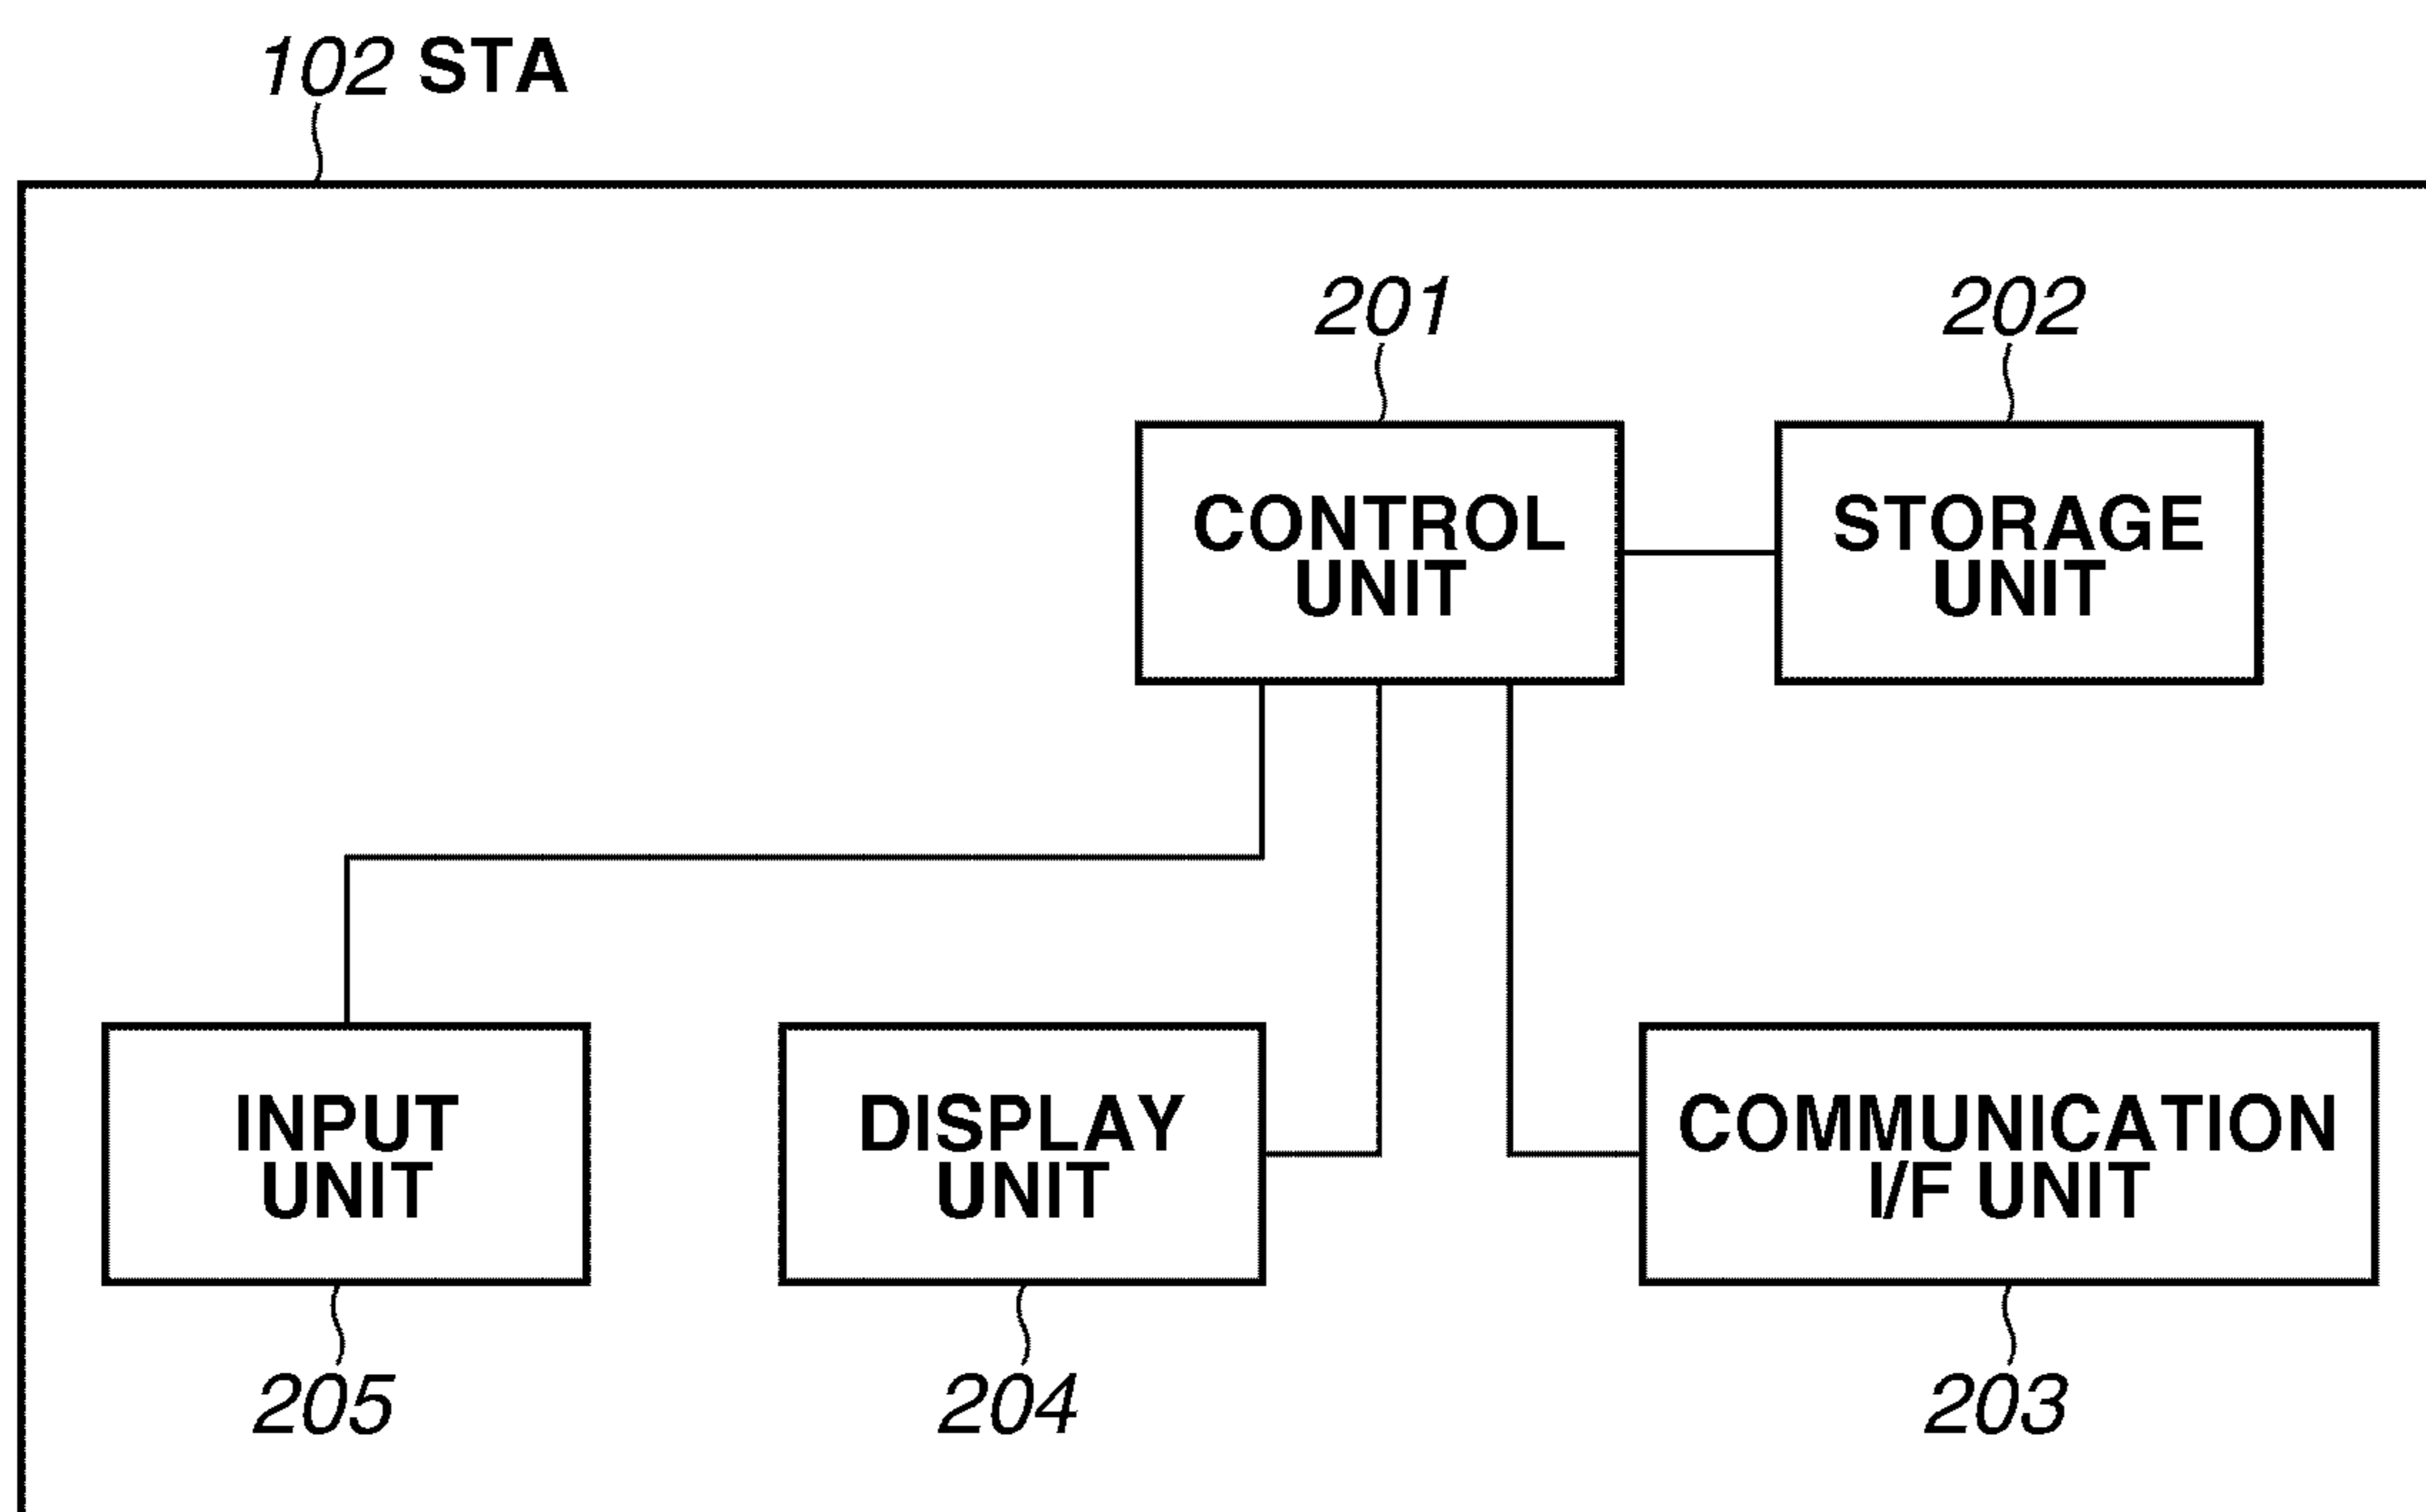 102 STA
201
202
CONTROL
UNIT
STORAGE
UNIT
INPUT
UNIT
DISPLAY
UNIT
COMMUNICATION
I/F UNIT
205
204
203